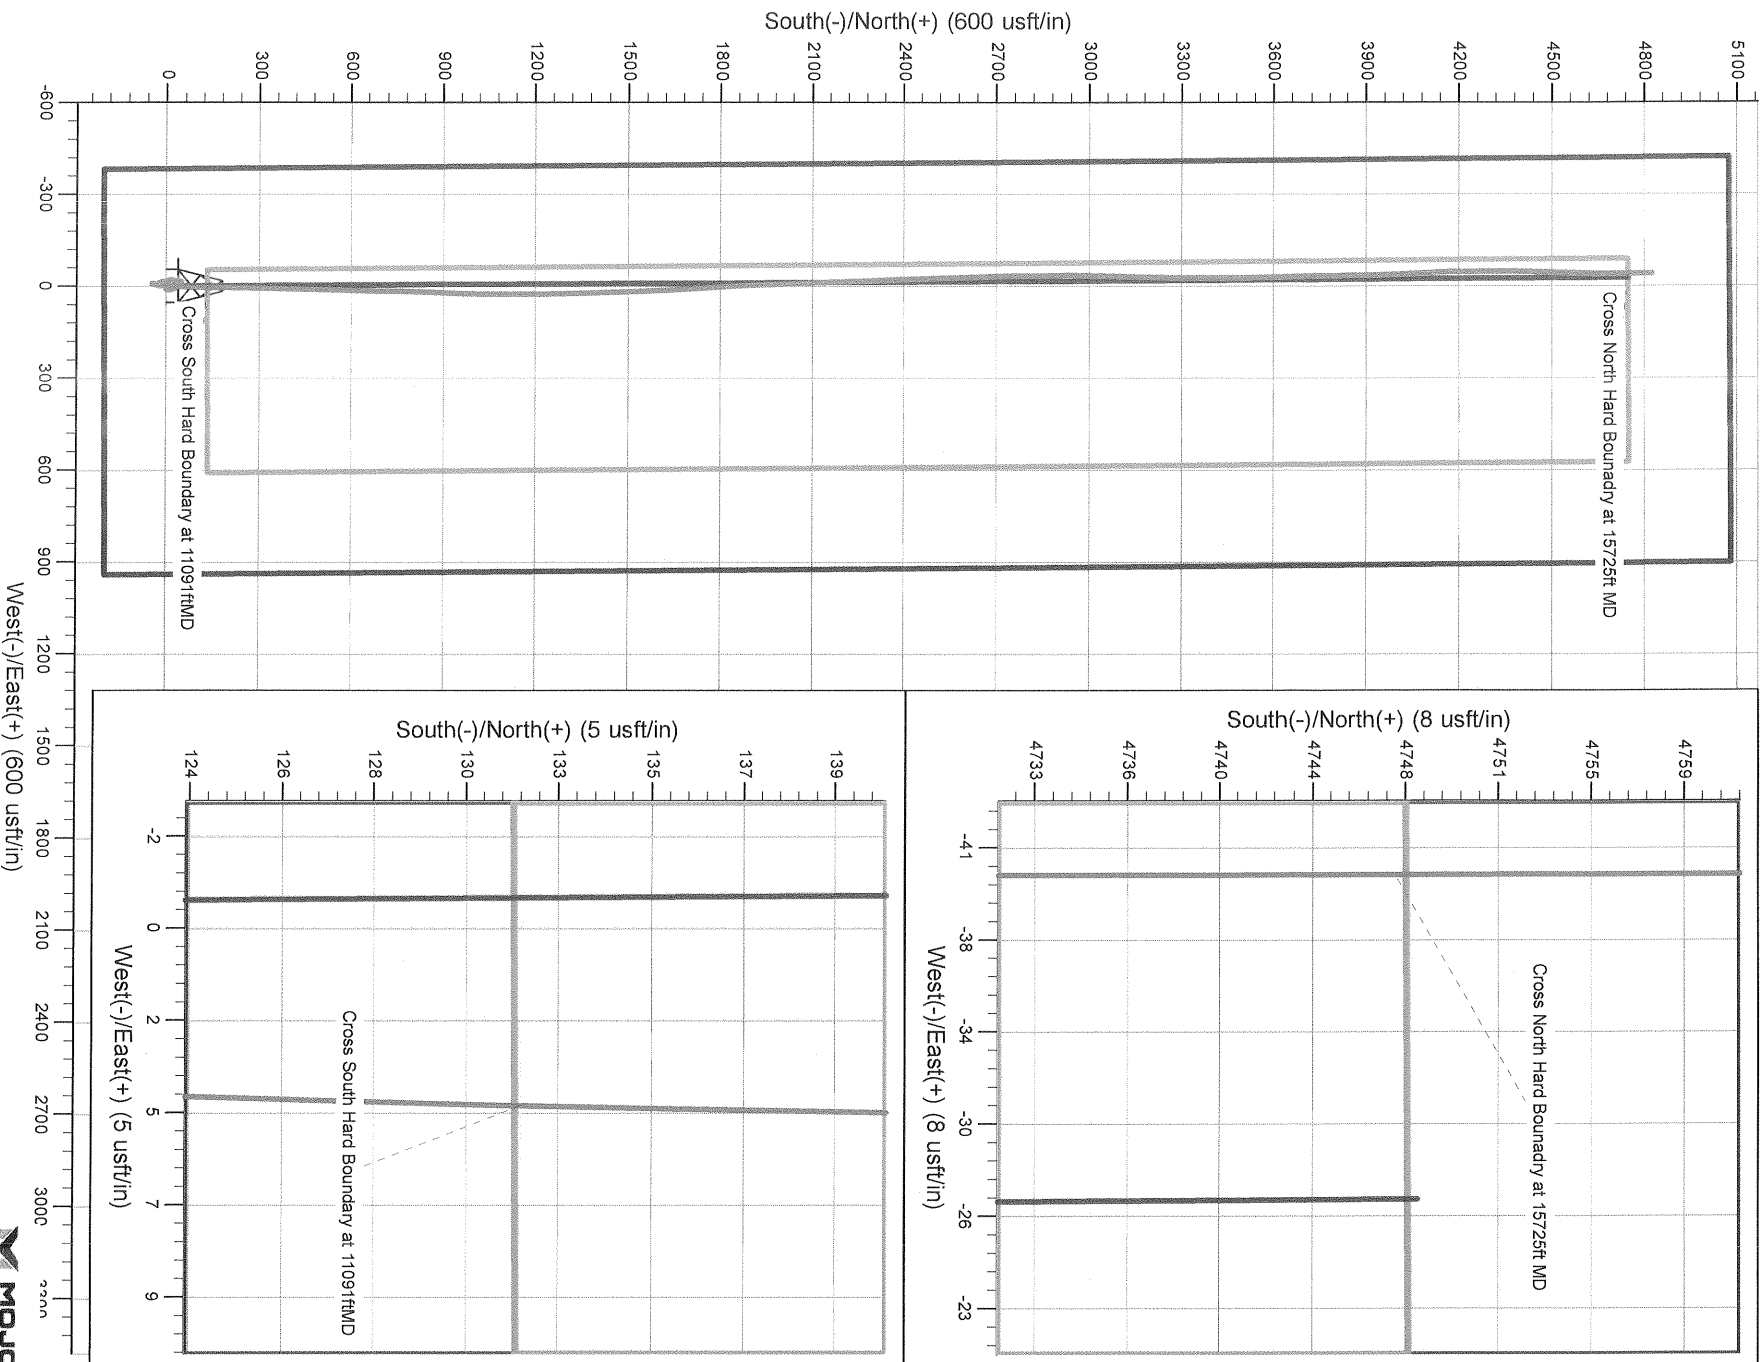 South(-)/North(+) (600 usft/in)
0 300 600 900 1200 1500 1800 2100 2400 2700 3000 3300 3600 3900 4200 4500 4800 5100
-600 -300 0 300 600 900 1200 1500 1800 2100 2400 2700 3000
West(-)/East(+) (600 usft/in)
Cross North Hard Bounadry at 15725ft MD
Cross South Hard Boundary at 11091ftMD
South(-)/North(+) (8 usft/in)
4733 4736 4740 4744 4748 4751 4755 4759
-41 -38 -34 -30 -26 -23
West(-)/East(+) (8 usft/in)
Cross North Hard Bounadry at 15725ft MD
South(-)/North(+) (5 usft/in)
124 126 128 130 133 135 137 139
-2 0 2 5 7 9
West(-)/East(+) (5 usft/in)
Cross South Hard Boundary at 11091ftMD